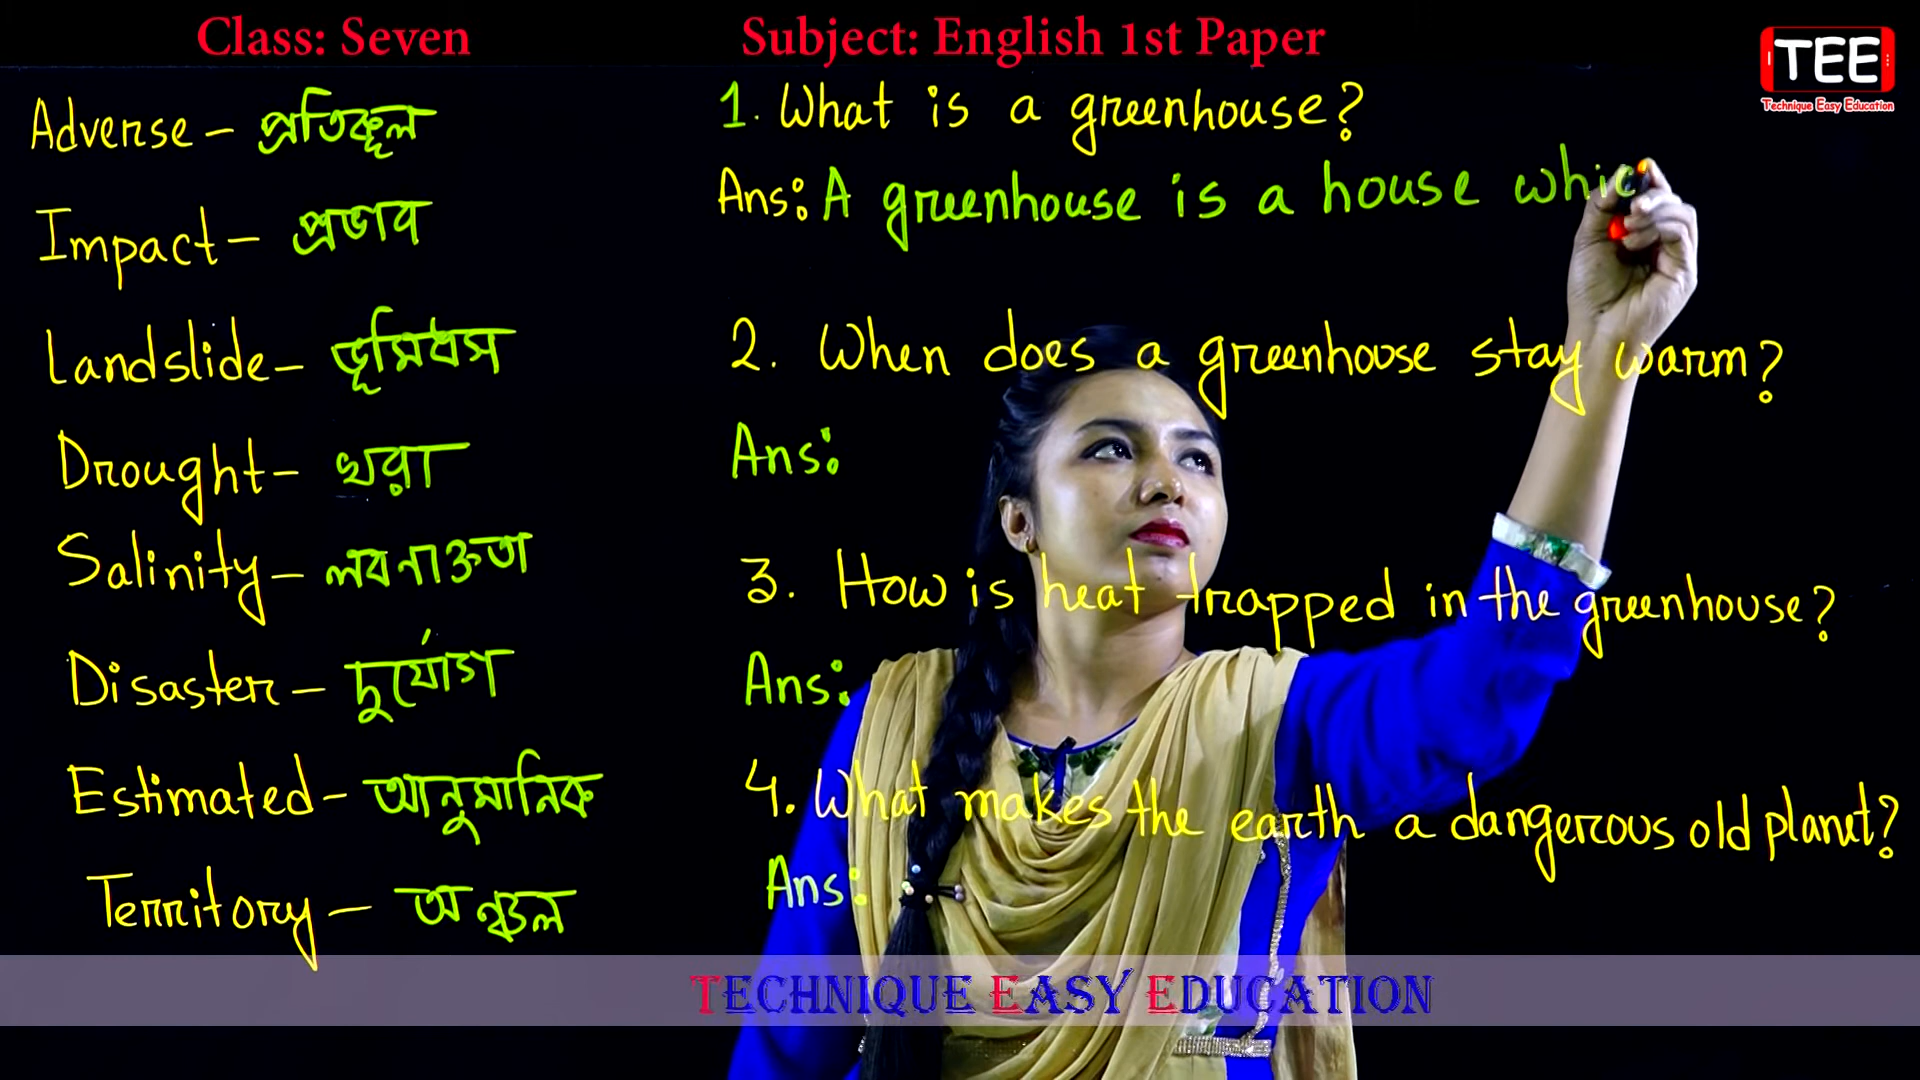 Class: Seven
Subject: English 1st Paper
TEE
Technique Easy Education
Adverse – প্রতিকূল
Impact – প্রভাব
Landslide – ভূমিধস
Drought – খরা
Salinity – লবনাক্ততা
Disaster – দুর্যোগ
Estimated – আনুমানিক
Territory – অঞ্চল
1. What is a greenhouse?
Ans: A greenhouse is a house whic
2. When does a greenhouse stay warm?
Ans:
3. How is heat trapped in the greenhouse?
Ans:
4. What makes the earth a dangerous old planet?
Ans:
TECHNIQUE EASY EDUCATION